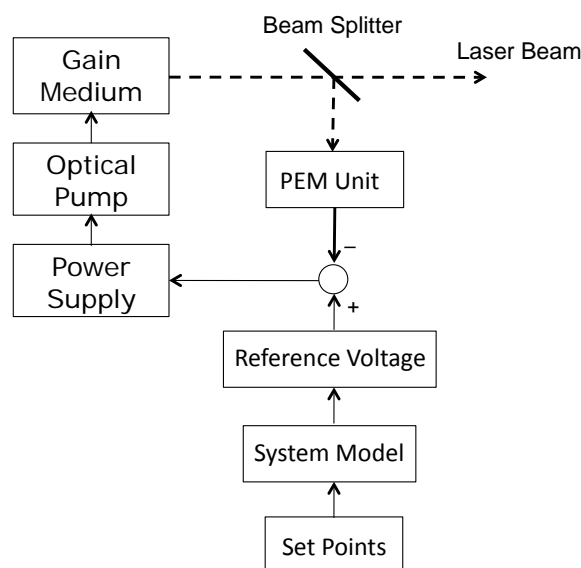 Beam Splitter
Laser Beam
Gain
Medium
Optical
Pump
PEM Unit
Power
Supply
−
+
Reference Voltage
System Model
Set Points